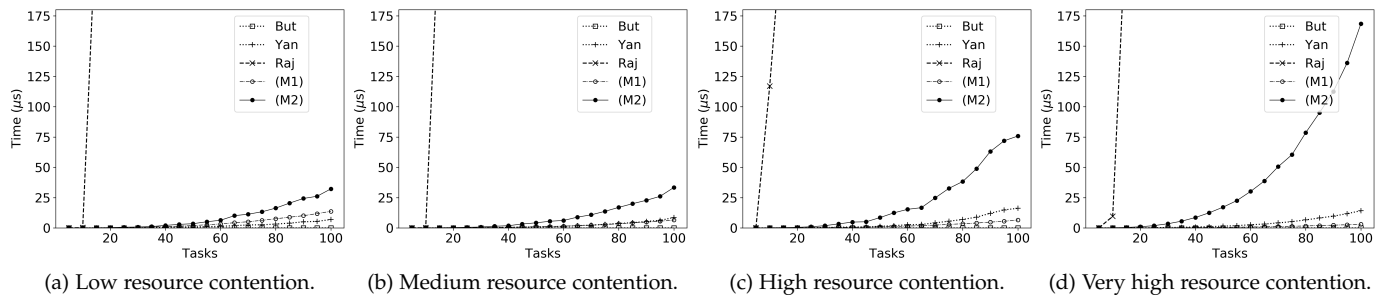 Time (μs)
175
150
125
100
75
50
25
0
20 40 60 80 100
Tasks
But
Yan
Raj
(M1)
(M2)
(a) Low resource contention.
Time (μs)
175
150
125
100
75
50
25
0
20 40 60 80 100
Tasks
But
Yan
Raj
(M1)
(M2)
(b) Medium resource contention.
Time (μs)
175
150
125
100
75
50
25
0
20 40 60 80 100
Tasks
But
Yan
Raj
(M1)
(M2)
(c) High resource contention.
Time (μs)
175
150
125
100
75
50
25
0
20 40 60 80 100
Tasks
But
Yan
Raj
(M1)
(M2)
(d) Very high resource contention.